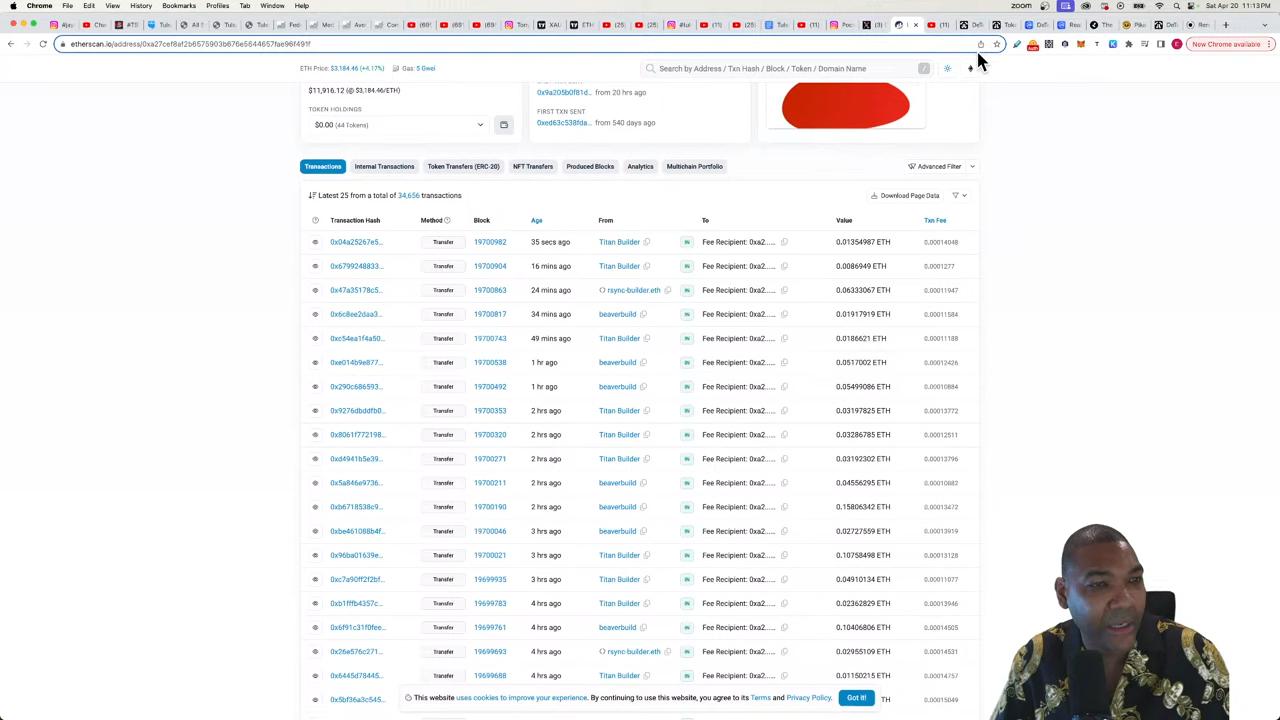 Chrome File Edit View History Bookmarks Profiles Tab Window Help zoom Sat Apr 20 11:13 PM
etherscan.io/address/0xa27cef8af2b6575903b676e5644657fae96f491f New Chrome available
ETH Price: $3,184.46 (+4.17%) Gas: 5 Gwei Search by Address / Txn Hash / Block / Token / Domain Name /
$11,916.12 (@ $3,184.46/ETH) 0x9a205b0f81d... from 20 hrs ago
TOKEN HOLDINGS FIRST TXN SENT
$0.00 (44 Tokens) 0xed63c538fda... from 540 days ago
Transactions Internal Transactions Token Transfers (ERC-20) NFT Transfers Produced Blocks Analytics Multichain Portfolio Advanced Filter
Latest 25 from a total of 34,656 transactions Download Page Data
Transaction Hash Method Block Age From To Value Txn Fee
0x04a25267e5... Transfer 19700982 35 secs ago Titan Builder IN Fee Recipient: 0xa2...... 0.01354987 ETH 0.00014048
0x6799248833... Transfer 19700904 16 mins ago Titan Builder IN Fee Recipient: 0xa2...... 0.0086949 ETH 0.0001277
0x47a35178c5... Transfer 19700863 24 mins ago rsync-builder.eth IN Fee Recipient: 0xa2...... 0.06333067 ETH 0.00011947
0x6c8ee2daa3... Transfer 19700817 34 mins ago beaverbuild IN Fee Recipient: 0xa2...... 0.01917919 ETH 0.00011584
0xc54ea1f4a50... Transfer 19700743 49 mins ago Titan Builder IN Fee Recipient: 0xa2...... 0.0186621 ETH 0.00011188
0xe014b9e877... Transfer 19700538 1 hr ago beaverbuild IN Fee Recipient: 0xa2...... 0.0517002 ETH 0.00012426
0x290c686593... Transfer 19700492 1 hr ago beaverbuild IN Fee Recipient: 0xa2...... 0.05499086 ETH 0.00010884
0x9276dbddfb0... Transfer 19700353 2 hrs ago Titan Builder IN Fee Recipient: 0xa2...... 0.03197825 ETH 0.00013772
0x8061f772198... Transfer 19700320 2 hrs ago Titan Builder IN Fee Recipient: 0xa2...... 0.03286785 ETH 0.00012511
0xd4941b5e39... Transfer 19700271 2 hrs ago Titan Builder IN Fee Recipient: 0xa2...... 0.03192302 ETH 0.00013796
0x5a846e9736... Transfer 19700211 2 hrs ago beaverbuild IN Fee Recipient: 0xa2...... 0.04556295 ETH 0.00010882
0xb6718538c9... Transfer 19700190 2 hrs ago beaverbuild IN Fee Recipient: 0xa2...... 0.15806342 ETH 0.00013472
0xbe461088b4f... Transfer 19700046 3 hrs ago beaverbuild IN Fee Recipient: 0xa2...... 0.02727559 ETH 0.00013919
0x96ba01639e... Transfer 19700021 3 hrs ago Titan Builder IN Fee Recipient: 0xa2...... 0.10758498 ETH 0.00013128
0xc7a90ff2f2bf... Transfer 19699935 3 hrs ago Titan Builder IN Fee Recipient: 0xa2...... 0.04910134 ETH 0.00011077
0xb1fffb4357c... Transfer 19699783 4 hrs ago Titan Builder IN Fee Recipient: 0xa2...... 0.02362829 ETH 0.00013946
0x6f91c31f0fee... Transfer 19699761 4 hrs ago beaverbuild IN Fee Recipient: 0xa2...... 0.10406806 ETH 0.00014505
0x26e576c271... Transfer 19699693 4 hrs ago rsync-builder.eth IN Fee Recipient: 0xa2...... 0.02955109 ETH 0.00014531
0x6445d78445... Transfer 19699688 4 hrs ago Titan Builder IN Fee Recipient: 0xa2...... 0.01150215 ETH 0.00014757
0x5bf36a3c545... This website uses cookies to improve your experience. By continuing to use this website, you agree to its Terms and Privacy Policy. Got it! TH 0.00015049